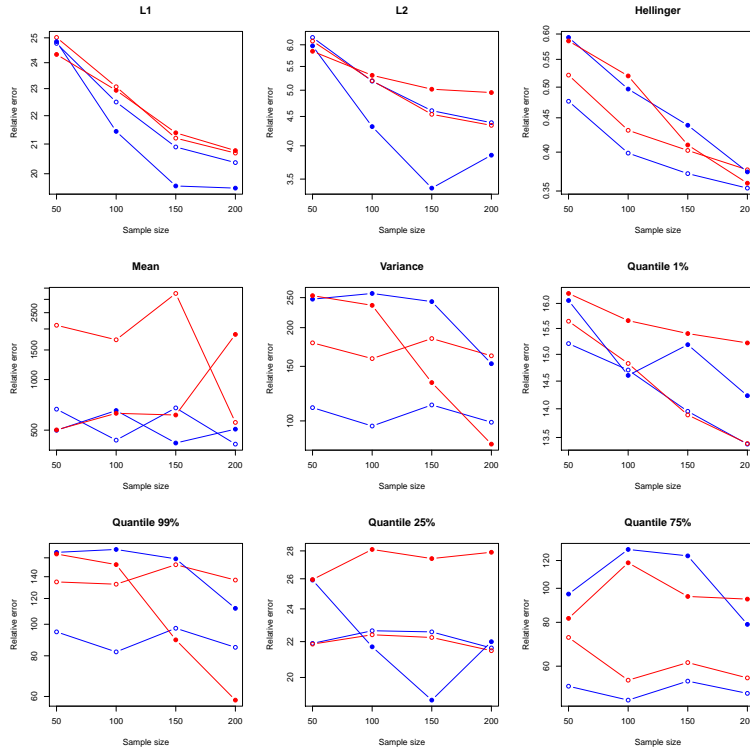 L1
25
24
23
22
21
20
Relative error
50 100 150 200
Sample size
L2
6.0
5.5
5.0
4.5
4.0
3.5
Relative error
50 100 150 200
Sample size
Hellinger
0.60
0.50
0.45
0.40
0.35
Relative error
50 100 150 200
Sample size
Mean
2500
1500
1000
500
Relative error
50 100 150 200
Sample size
Variance
250
200
150
100
Relative error
50 100 150 200
Sample size
Quantile 1%
16.0
15.5
15.0
14.5
14.0
13.5
Relative error
50 100 150 200
Sample size
Quantile 99%
140
120
100
80
60
Relative error
50 100 150 200
Sample size
Quantile 25%
28
26
24
22
20
Relative error
50 100 150 200
Sample size
Quantile 75%
120
100
80
60
Relative error
50 100 150 200
Sample size